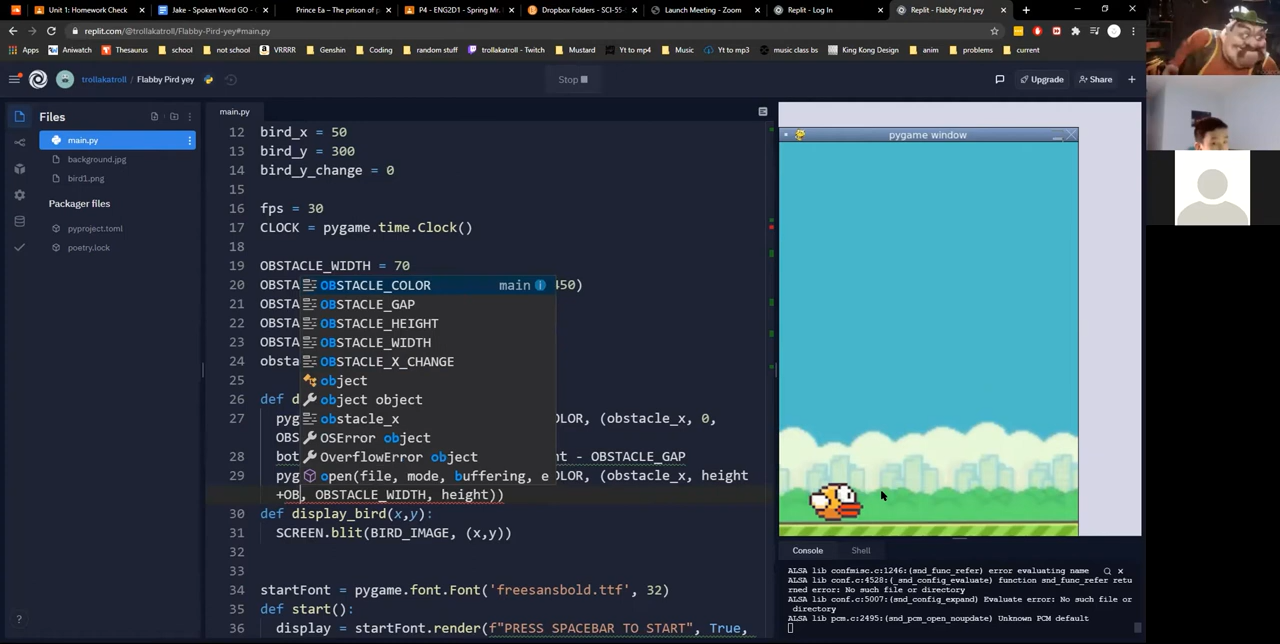 Unit 1: Homework Check
Jake - Spoken Word GO
Prince Ea – The prison of
P4 - ENG2D1 - Spring Mr.
Dropbox Folders - SCI-55
Launch Meeting - Zoom
Replit - Log In
Replit - Flabby Pird yey
replit.com/@trollakatroll/Flabby-Pird-yey#main.py
Apps
Aniwatch
Thesaurus
school
not school
VRRRR
Genshin
Coding
random stuff
trollakatroll - Twitch
Mustard
Yt to mp4
Music
Yt to mp3
music class bs
King Kong Design
anim
problems
current
trollakatroll / Flabby Pird yey
Stop
Upgrade
Share
Files
main.py
background.jpg
bird1.png
Packager files
pyproject.toml
poetry.lock
main.py
12 bird_x = 50
13 bird_y = 300
14 bird_y_change = 0
15
16 fps = 30
17 CLOCK = pygame.time.Clock()
18
19 OBSTACLE_WIDTH = 70
20 OBSTA 450)
21 OBSTA
22 OBSTA
23 OBSTA
24 obsta
25
26 def d
27 pyg OLOR, (obstacle_x, 0,
OBS
28 bot ht - OBSTACLE_GAP
29 pyg OLOR, (obstacle_x, height
+OB, OBSTACLE_WIDTH, height))
30 def display_bird(x,y):
31 SCREEN.blit(BIRD_IMAGE, (x,y))
32
33
34 startFont = pygame.font.Font('freesansbold.ttf', 32)
35 def start():
36 display = startFont.render(f"PRESS SPACEBAR TO START", True,
OBSTACLE_COLOR main
OBSTACLE_GAP
OBSTACLE_HEIGHT
OBSTACLE_WIDTH
OBSTACLE_X_CHANGE
object
object object
obstacle_x
OSError object
OverflowError object
open(file, mode, buffering, e
pygame window
Console
Shell
ALSA lib confmisc.c:1246:(snd_func_refer) error evaluating name
ALSA lib conf.c:4528:(_snd_config_evaluate) function snd_func_refer retu
rned error: No such file or directory
ALSA lib conf.c:5007:(snd_config_expand) Evaluate error: No such file or
directory
ALSA lib pcm.c:2495:(snd_pcm_open_noupdate) Unknown PCM default